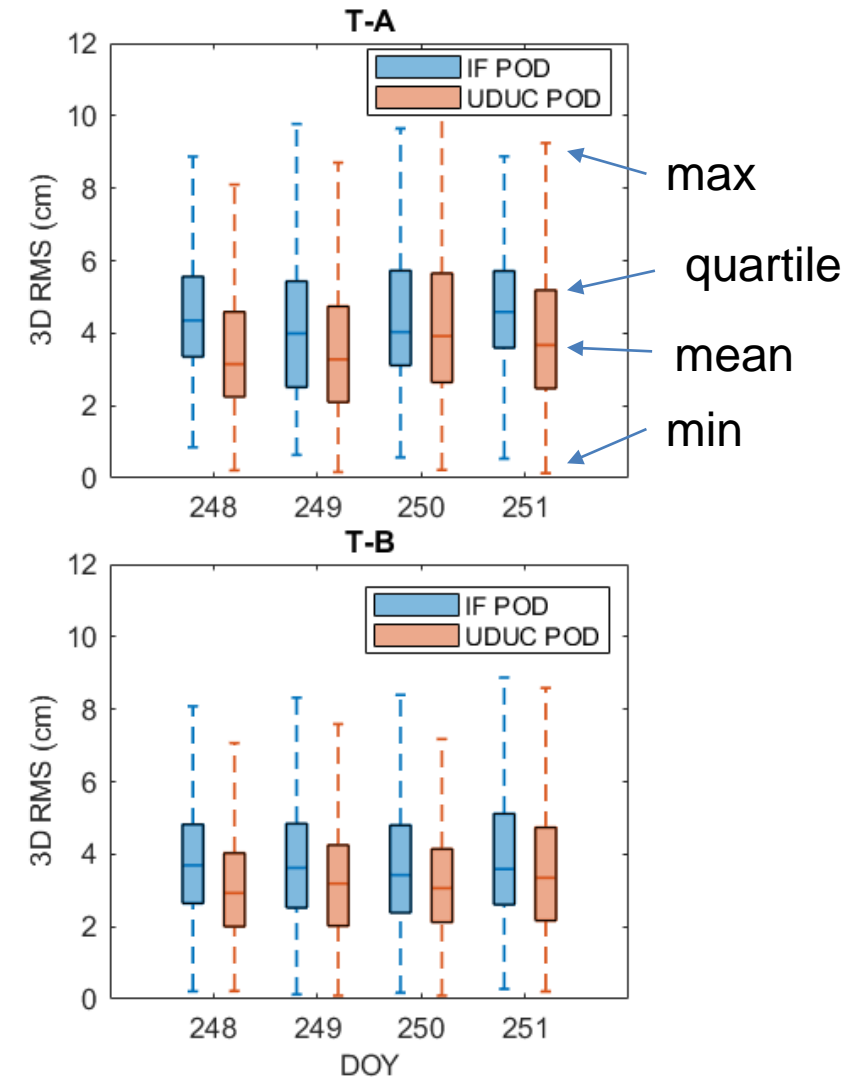 T-A
12
10
8
6
4
2
0
3D RMS (cm)
IF POD
UDUC POD
248 249 250 251
max
quartile
mean
min
T-B
12
10
8
6
4
2
0
3D RMS (cm)
IF POD
UDUC POD
248 249 250 251
DOY